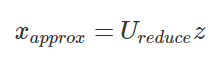 x_{approx} = U_{reduce}z